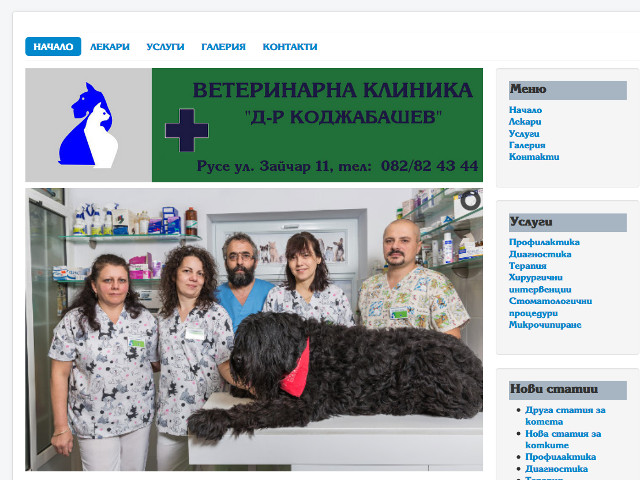 НАЧАЛО ЛЕКАРИ УСЛУГИ ГАЛЕРИЯ КОНТАКТИ
ВЕТЕРИНАРНА КЛИНИКА
"Д-Р КОДЖАБАШЕВ"
Русе ул. Зайчар 11, тел: 082/82 43 44
Меню
Начало
Лекари
Услуги
Галерия
Контакти
Услуги
Профилактика
Диагностика
Терапия
Хирургични
интервенции
Стоматологични
процедури
Микрочипиране
Нови статии
Друга статия за
котета
Нова статия за
котките
Профилактика
Диагностика
Терапия